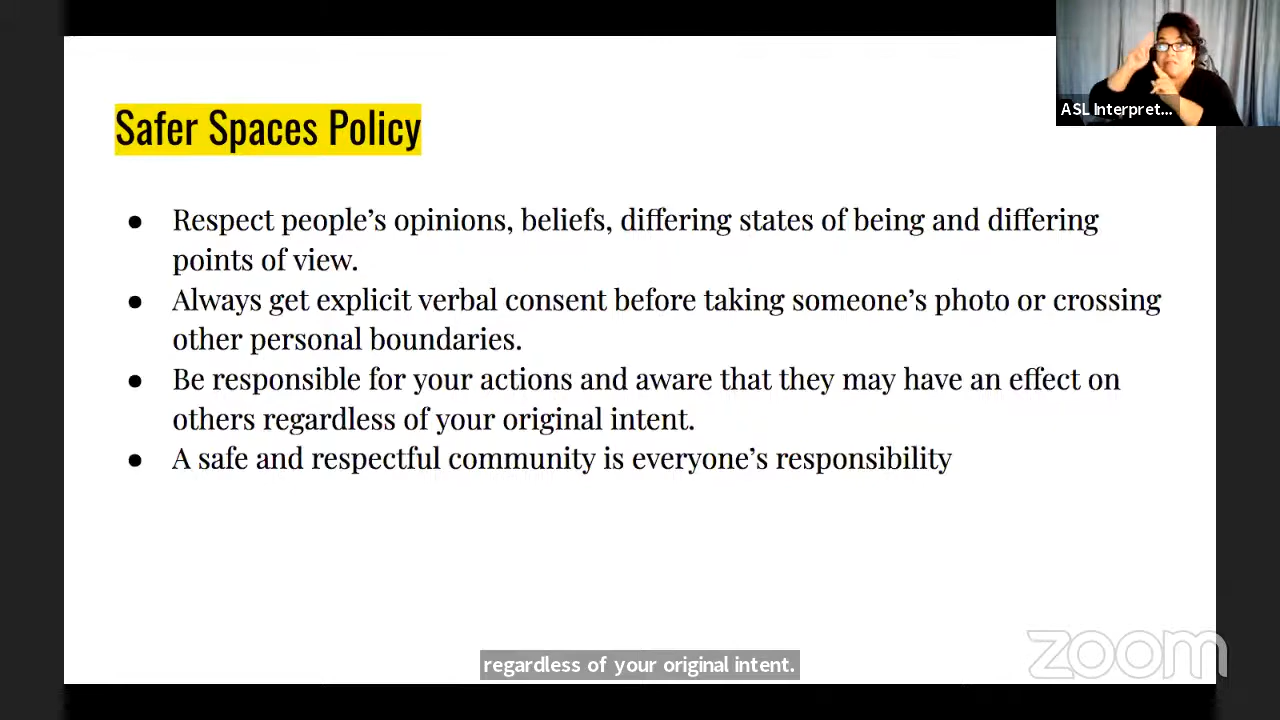 ASL Interpret...
Safer Spaces Policy
● Respect people’s opinions, beliefs, differing states of being and differing
points of view.
● Always get explicit verbal consent before taking someone’s photo or crossing
other personal boundaries.
● Be responsible for your actions and aware that they may have an effect on
others regardless of your original intent.
● A safe and respectful community is everyone’s responsibility
regardless of your original intent.
zoom